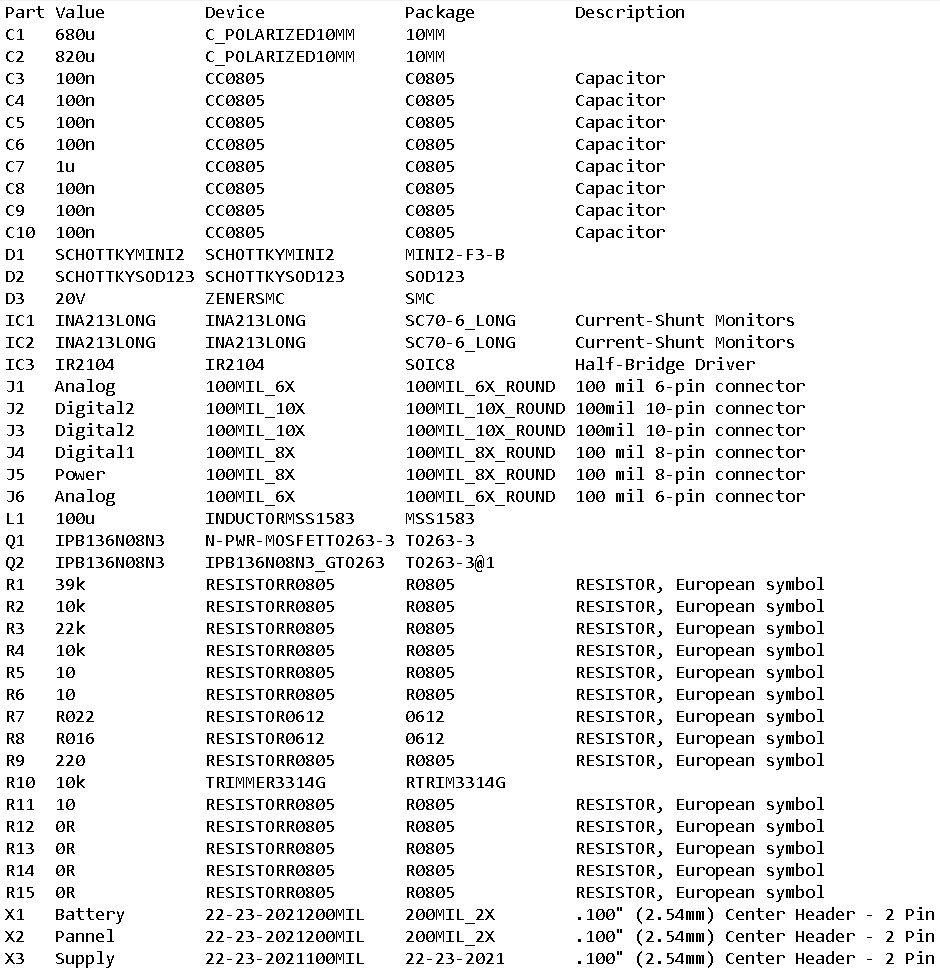 Part Value Device Package Description
C1 680u C_POLARIZED10MM 10MM
C2 820u C_POLARIZED10MM 10MM
C3 100n CC0805 C0805 Capacitor
C4 100n CC0805 C0805 Capacitor
C5 100n CC0805 C0805 Capacitor
C6 100n CC0805 C0805 Capacitor
C7 1u CC0805 C0805 Capacitor
C8 100n CC0805 C0805 Capacitor
C9 100n CC0805 C0805 Capacitor
C10 100n CC0805 C0805 Capacitor
D1 SCHOTTKYMINI2 SCHOTTKYMINI2 MINI2-F3-B
D2 SCHOTTKYSOD123 SCHOTTKYSOD123 SOD123
D3 20V ZENERSMC SMC
IC1 INA213LONG INA213LONG SC70-6_LONG Current-Shunt Monitors
IC2 INA213LONG INA213LONG SC70-6_LONG Current-Shunt Monitors
IC3 IR2104 IR2104 SOIC8 Half-Bridge Driver
J1 Analog 100MIL_6X 100MIL_6X_ROUND 100 mil 6-pin connector
J2 Digital2 100MIL_10X 100MIL_10X_ROUND 100mil 10-pin connector
J3 Digital2 100MIL_10X 100MIL_10X_ROUND 100mil 10-pin connector
J4 Digital1 100MIL_8X 100MIL_8X_ROUND 100 mil 8-pin connector
J5 Power 100MIL_8X 100MIL_8X_ROUND 100 mil 8-pin connector
J6 Analog 100MIL_6X 100MIL_6X_ROUND 100 mil 6-pin connector
L1 100u INDUCTORMSS1583 MSS1583
Q1 IPB136N08N3 N-PWR-MOSFETTO263-3 TO263-3
Q2 IPB136N08N3 IPB136N08N3_GTO263 TO263-3@1
R1 39k RESISTORR0805 R0805 RESISTOR, European symbol
R2 10k RESISTORR0805 R0805 RESISTOR, European symbol
R3 22k RESISTORR0805 R0805 RESISTOR, European symbol
R4 10k RESISTORR0805 R0805 RESISTOR, European symbol
R5 10 RESISTORR0805 R0805 RESISTOR, European symbol
R6 10 RESISTORR0805 R0805 RESISTOR, European symbol
R7 R022 RESISTOR0612 0612 RESISTOR, European symbol
R8 R016 RESISTOR0612 0612 RESISTOR, European symbol
R9 220 RESISTORR0805 R0805 RESISTOR, European symbol
R10 10k TRIMMER3314G RTRIM3314G
R11 10 RESISTORR0805 R0805 RESISTOR, European symbol
R12 0R RESISTORR0805 R0805 RESISTOR, European symbol
R13 0R RESISTORR0805 R0805 RESISTOR, European symbol
R14 0R RESISTORR0805 R0805 RESISTOR, European symbol
R15 0R RESISTORR0805 R0805 RESISTOR, European symbol
X1 Battery 22-23-2021200MIL 200MIL_2X .100" (2.54mm) Center Header - 2 Pin
X2 Pannel 22-23-2021200MIL 200MIL_2X .100" (2.54mm) Center Header - 2 Pin
X3 Supply 22-23-2021100MIL 22-23-2021 .100" (2.54mm) Center Header - 2 Pin